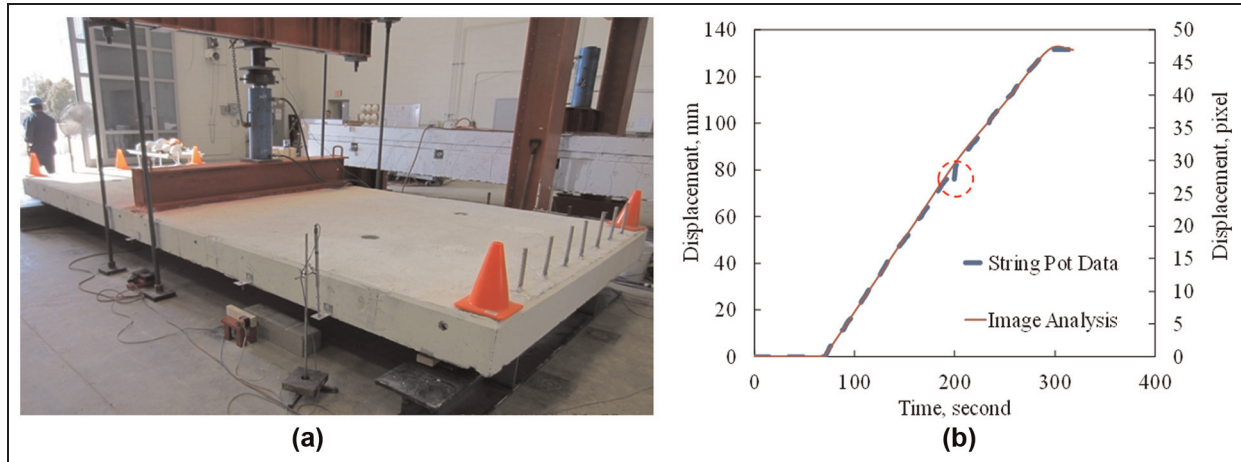 140
120
100
80
60
40
20
0
Displacement, mm
50
45
40
35
30
25
20
15
10
5
0
Displacement, pixel
String Pot Data
Image Analysis
0 100 200 300 400
Time, second
(a) (b)